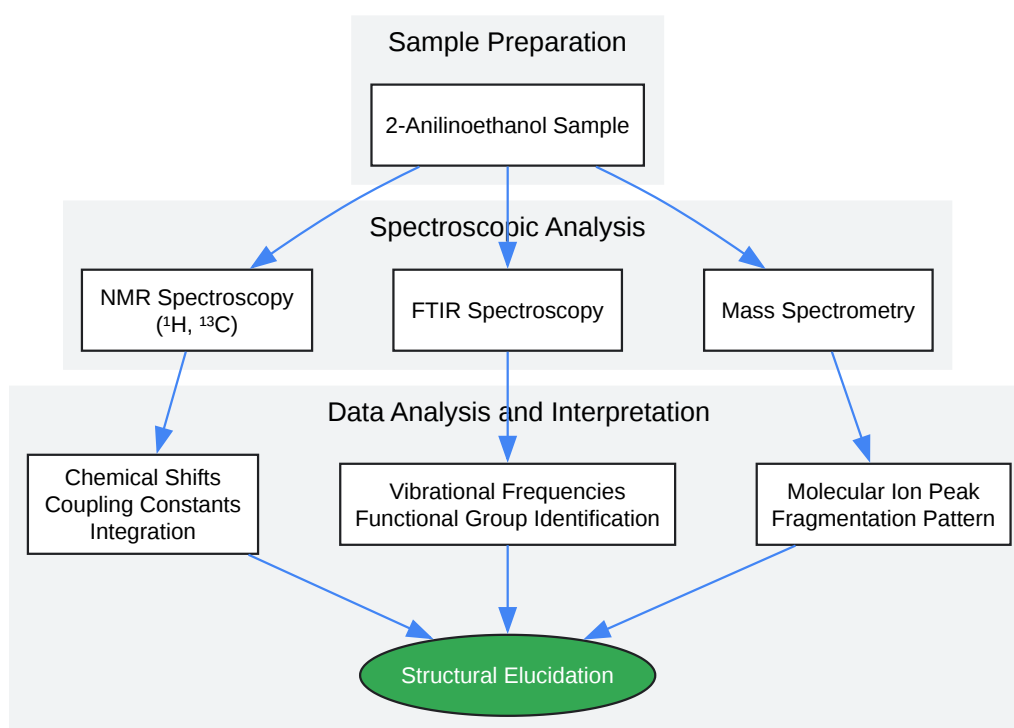 Sample Preparation
2-Anilinoethanol Sample
Spectroscopic Analysis
NMR Spectroscopy
(¹H, ¹³C)
FTIR Spectroscopy
Mass Spectrometry
Data Analysis and Interpretation
Chemical Shifts
Coupling Constants
Integration
Vibrational Frequencies
Functional Group Identification
Molecular Ion Peak
Fragmentation Pattern
Structural Elucidation